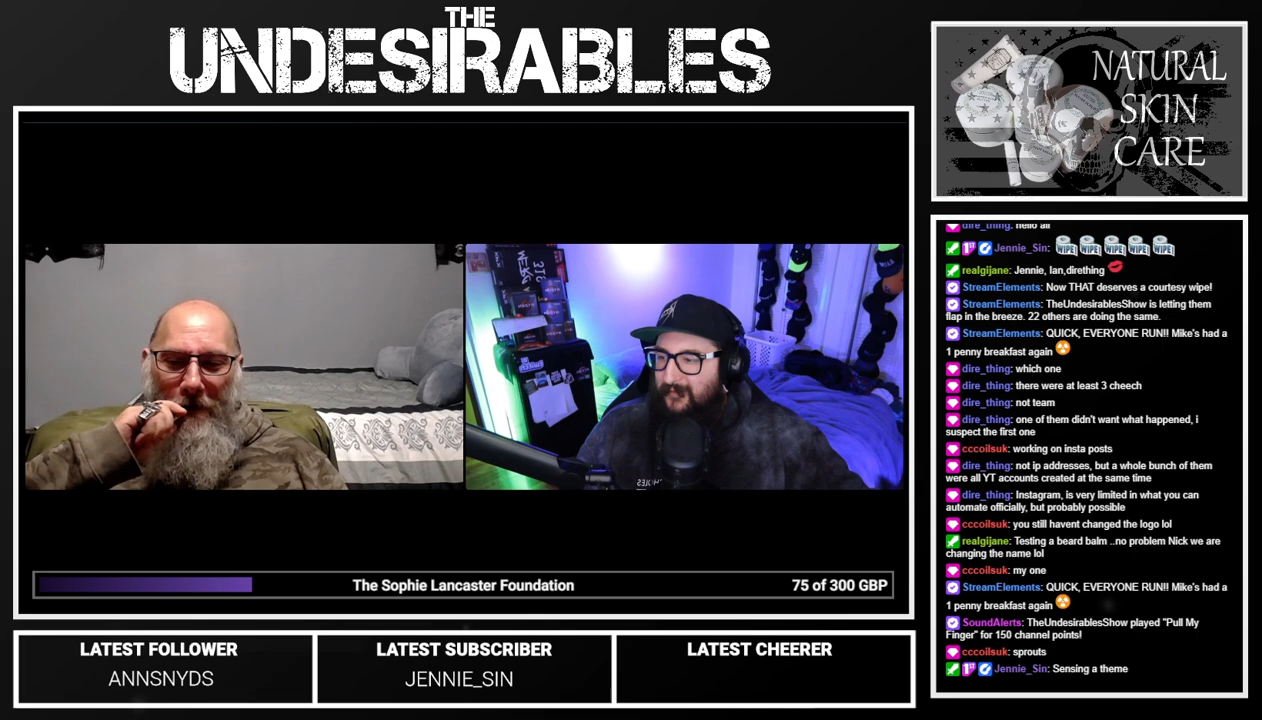 THE
UNDESIRABLES
NATURAL
SKIN
CARE
The Sophie Lancaster Foundation
75 of 300 GBP
LATEST FOLLOWER
ANNSNYDS
LATEST SUBSCRIBER
JENNIE_SIN
LATEST CHEERER
dire_thing: hello all
Jennie_Sin: WIPE! WIPE! WIPE! WIPE! WIPE!
realgijane: Jennie, Ian,dirething 💋
StreamElements: Now THAT deserves a courtesy wipe!
StreamElements: TheUndesirablesShow is letting them
flap in the breeze. 22 others are doing the same.
StreamElements: QUICK, EVERYONE RUN!! Mike's had a
1 penny breakfast again ☢
dire_thing: which one
dire_thing: there were at least 3 cheech
dire_thing: not team
dire_thing: one of them didn't want what happened, i
suspect the first one
cccoilsuk: working on insta posts
dire_thing: not ip addresses, but a whole bunch of them
were all YT accounts created at the same time
dire_thing: Instagram, is very limited in what you can
automate officially, but probably possible
cccoilsuk: you still havent changed the logo lol
realgijane: Testing a beard balm ..no problem Nick we are
changing the name lol
cccoilsuk: my one
StreamElements: QUICK, EVERYONE RUN!! Mike's had a
1 penny breakfast again ☢
SoundAlerts: TheUndesirablesShow played "Pull My
Finger" for 150 channel points!
cccoilsuk: sprouts
Jennie_Sin: Sensing a theme